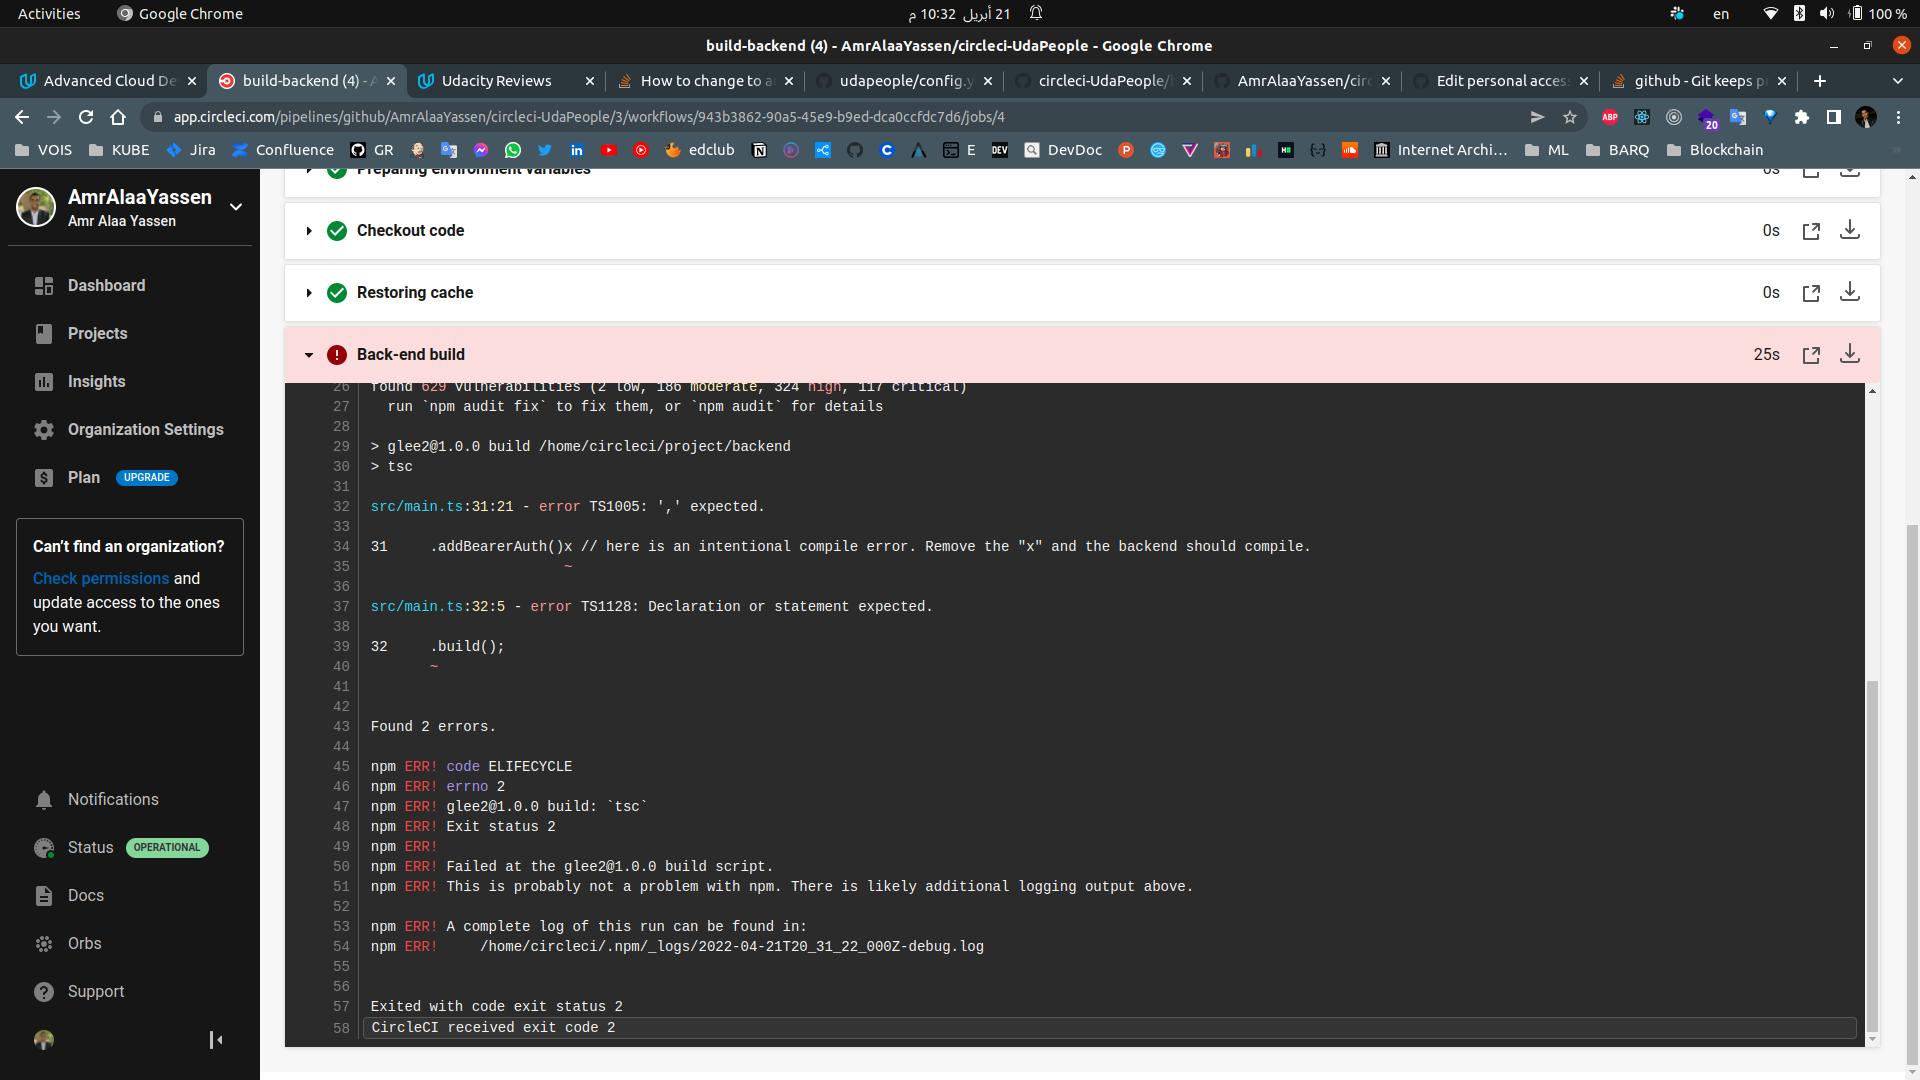 Activities
Google Chrome
21 أبريل 10:32 م
en
100 %
build-backend (4) - AmrAlaaYassen/circleci-UdaPeople - Google Chrome
Advanced Cloud De
build-backend (4) - A
Udacity Reviews
How to change to a
udapeople/config.y
circleci-UdaPeople/
AmrAlaaYassen/circ
Edit personal acces
github - Git keeps p
app.circleci.com/pipelines/github/AmrAlaaYassen/circleci-UdaPeople/3/workflows/943b3862-90a5-45e9-b9ed-dca0ccfdc7d6/jobs/4
ABP
20
VOIS
KUBE
Jira
Confluence
GR
edclub
E
DEV
DevDoc
Internet Archi...
ML
BARQ
Blockchain
AmrAlaaYassen
Amr Alaa Yassen
Dashboard
Projects
Insights
Organization Settings
Plan
UPGRADE
Can't find an organization?
Check permissions and
update access to the ones
you want.
Notifications
Status
OPERATIONAL
Docs
Orbs
Support
Preparing environment variables
0s
Checkout code
0s
Restoring cache
0s
Back-end build
25s
26 found 629 vulnerabilities (2 low, 186 moderate, 324 high, 117 critical)
27 run `npm audit fix` to fix them, or `npm audit` for details
28
29 > glee2@1.0.0 build /home/circleci/project/backend
30 > tsc
31
32 src/main.ts:31:21 - error TS1005: ',' expected.
33
34 31 .addBearerAuth()x // here is an intentional compile error. Remove the "x" and the backend should compile.
35 ~
36
37 src/main.ts:32:5 - error TS1128: Declaration or statement expected.
38
39 32 .build();
40 ~
41
42
43 Found 2 errors.
44
45 npm ERR! code ELIFECYCLE
46 npm ERR! errno 2
47 npm ERR! glee2@1.0.0 build: `tsc`
48 npm ERR! Exit status 2
49 npm ERR!
50 npm ERR! Failed at the glee2@1.0.0 build script.
51 npm ERR! This is probably not a problem with npm. There is likely additional logging output above.
52
53 npm ERR! A complete log of this run can be found in:
54 npm ERR! /home/circleci/.npm/_logs/2022-04-21T20_31_22_000Z-debug.log
55
56
57 Exited with code exit status 2
58 CircleCI received exit code 2